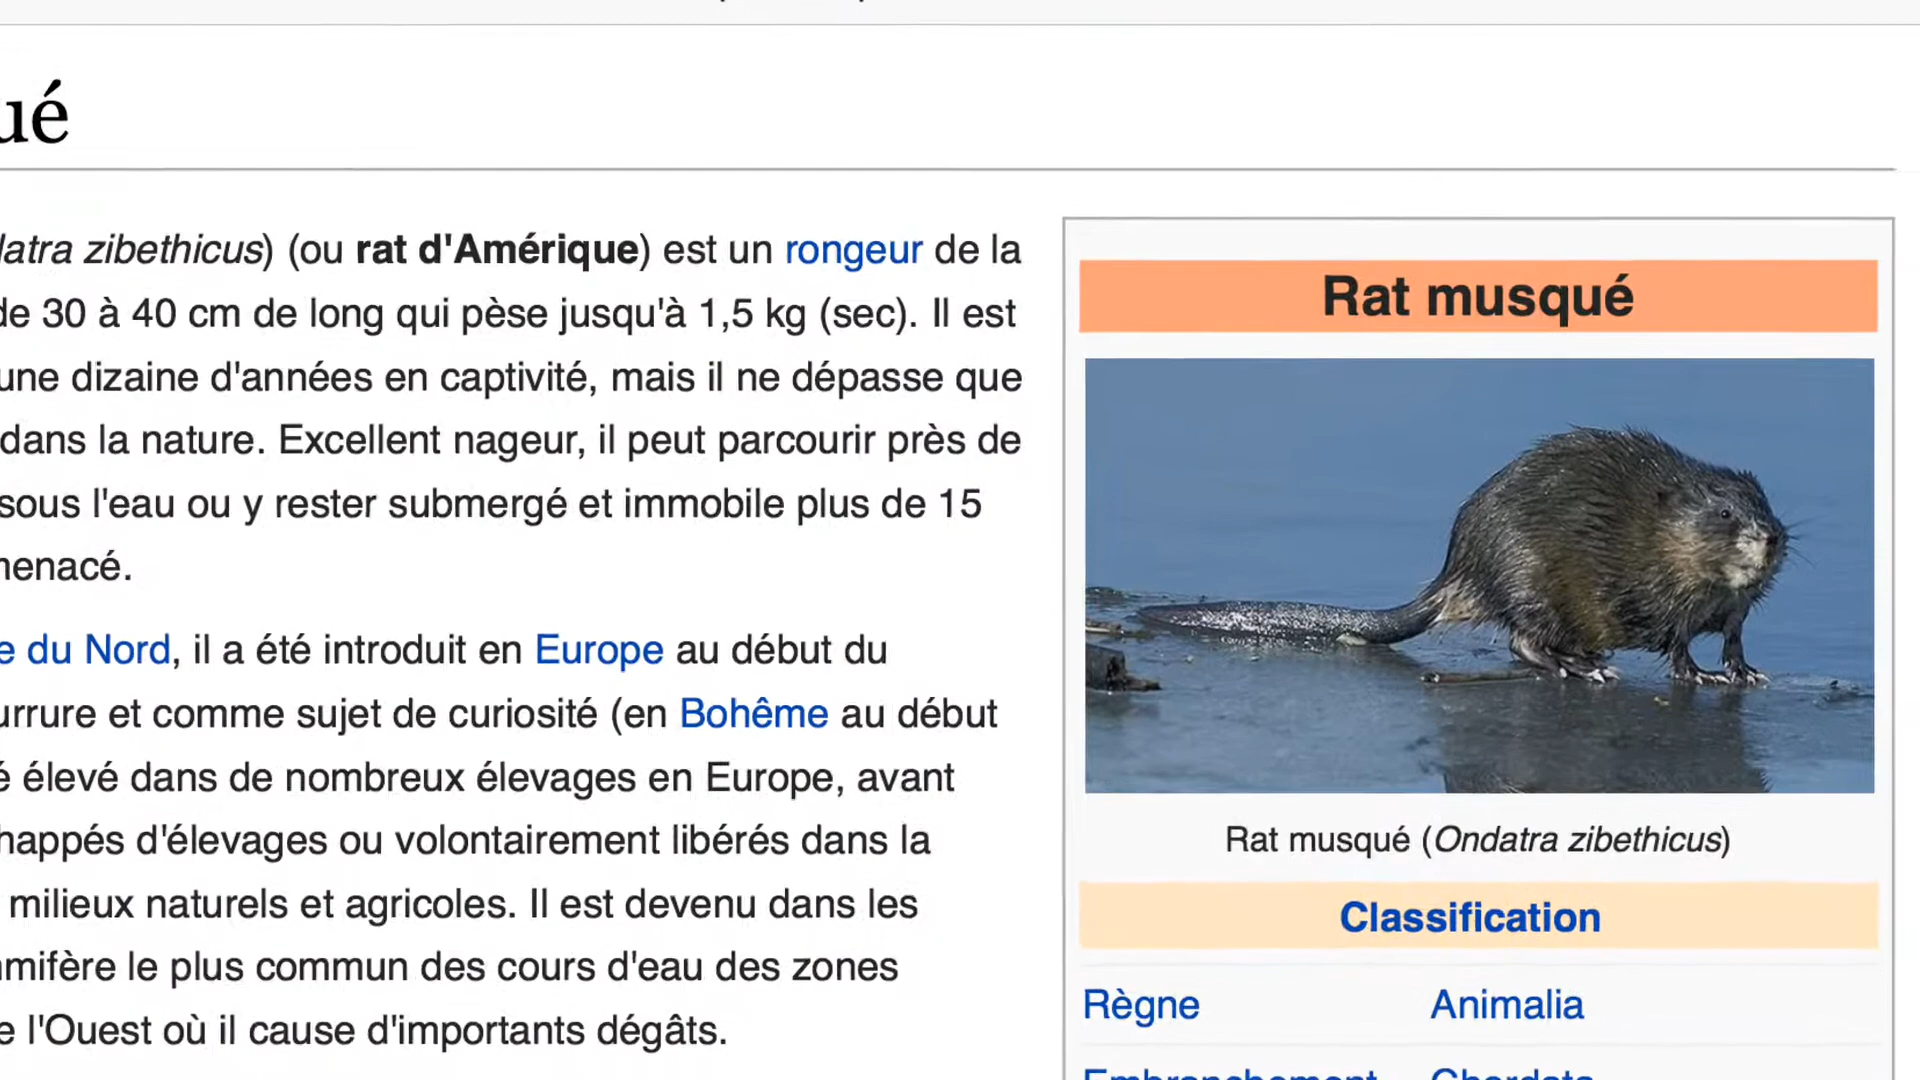 ué
latra zibethicus) (ou rat d'Amérique) est un rongeur de la
de 30 à 40 cm de long qui pèse jusqu'à 1,5 kg (sec). Il est
une dizaine d'années en captivité, mais il ne dépasse que
dans la nature. Excellent nageur, il peut parcourir près de
sous l'eau ou y rester submergé et immobile plus de 15
menacé.
e du Nord, il a été introduit en Europe au début du
urrure et comme sujet de curiosité (en Bohême au début
é élevé dans de nombreux élevages en Europe, avant
happés d'élevages ou volontairement libérés dans la
milieux naturels et agricoles. Il est devenu dans les
mmifère le plus commun des cours d'eau des zones
e l'Ouest où il cause d'importants dégâts.
Rat musqué
Rat musqué (Ondatra zibethicus)
Classification
Règne Animalia
Embranchement Chordata